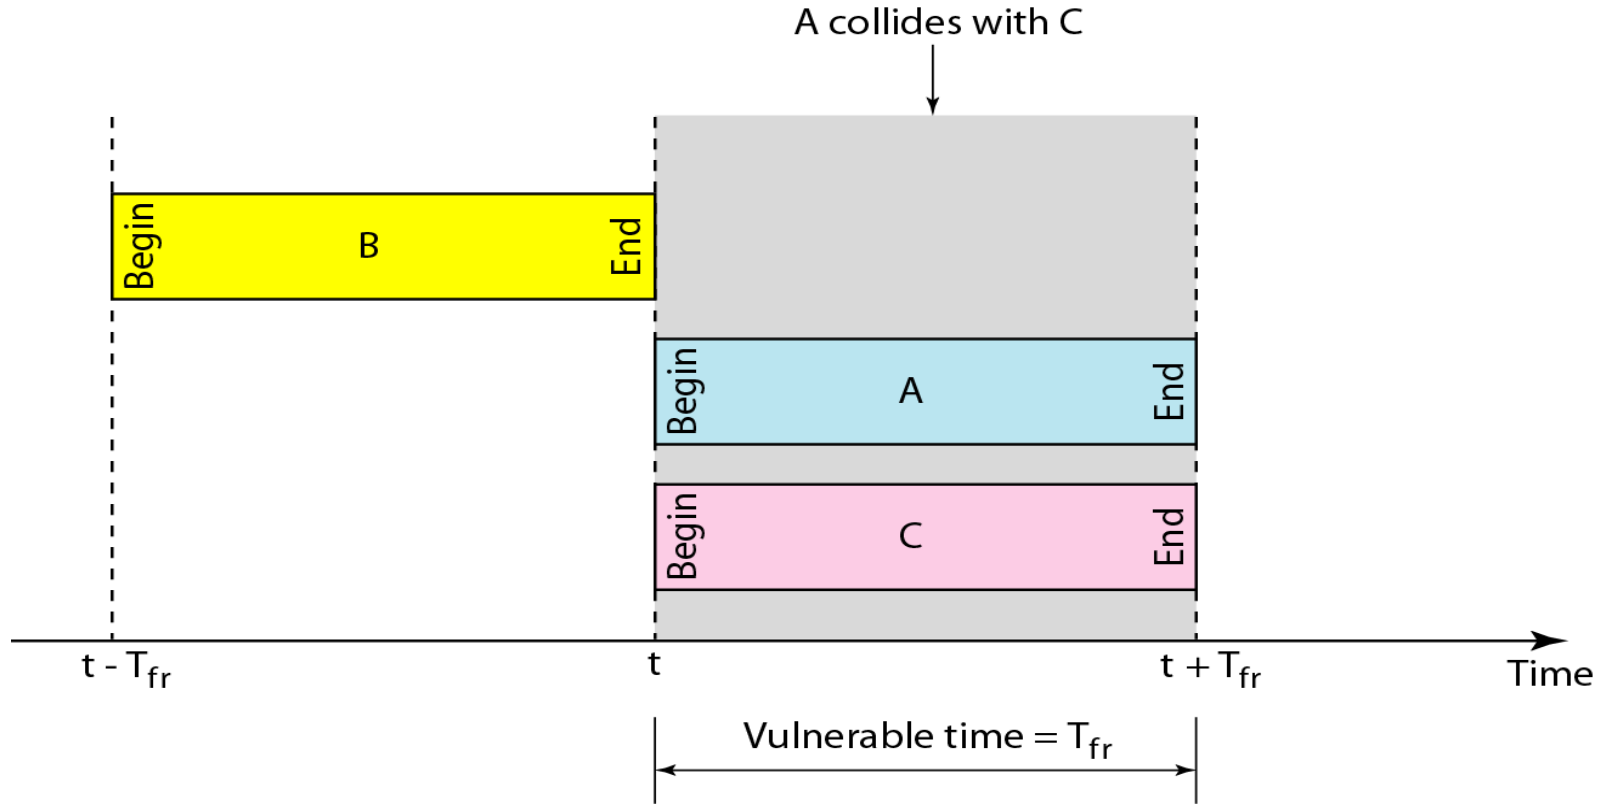 A collides with C
Begin B End
Begin A End
Begin C End
t - Tfr t t + Tfr
Time
Vulnerable time = Tfr